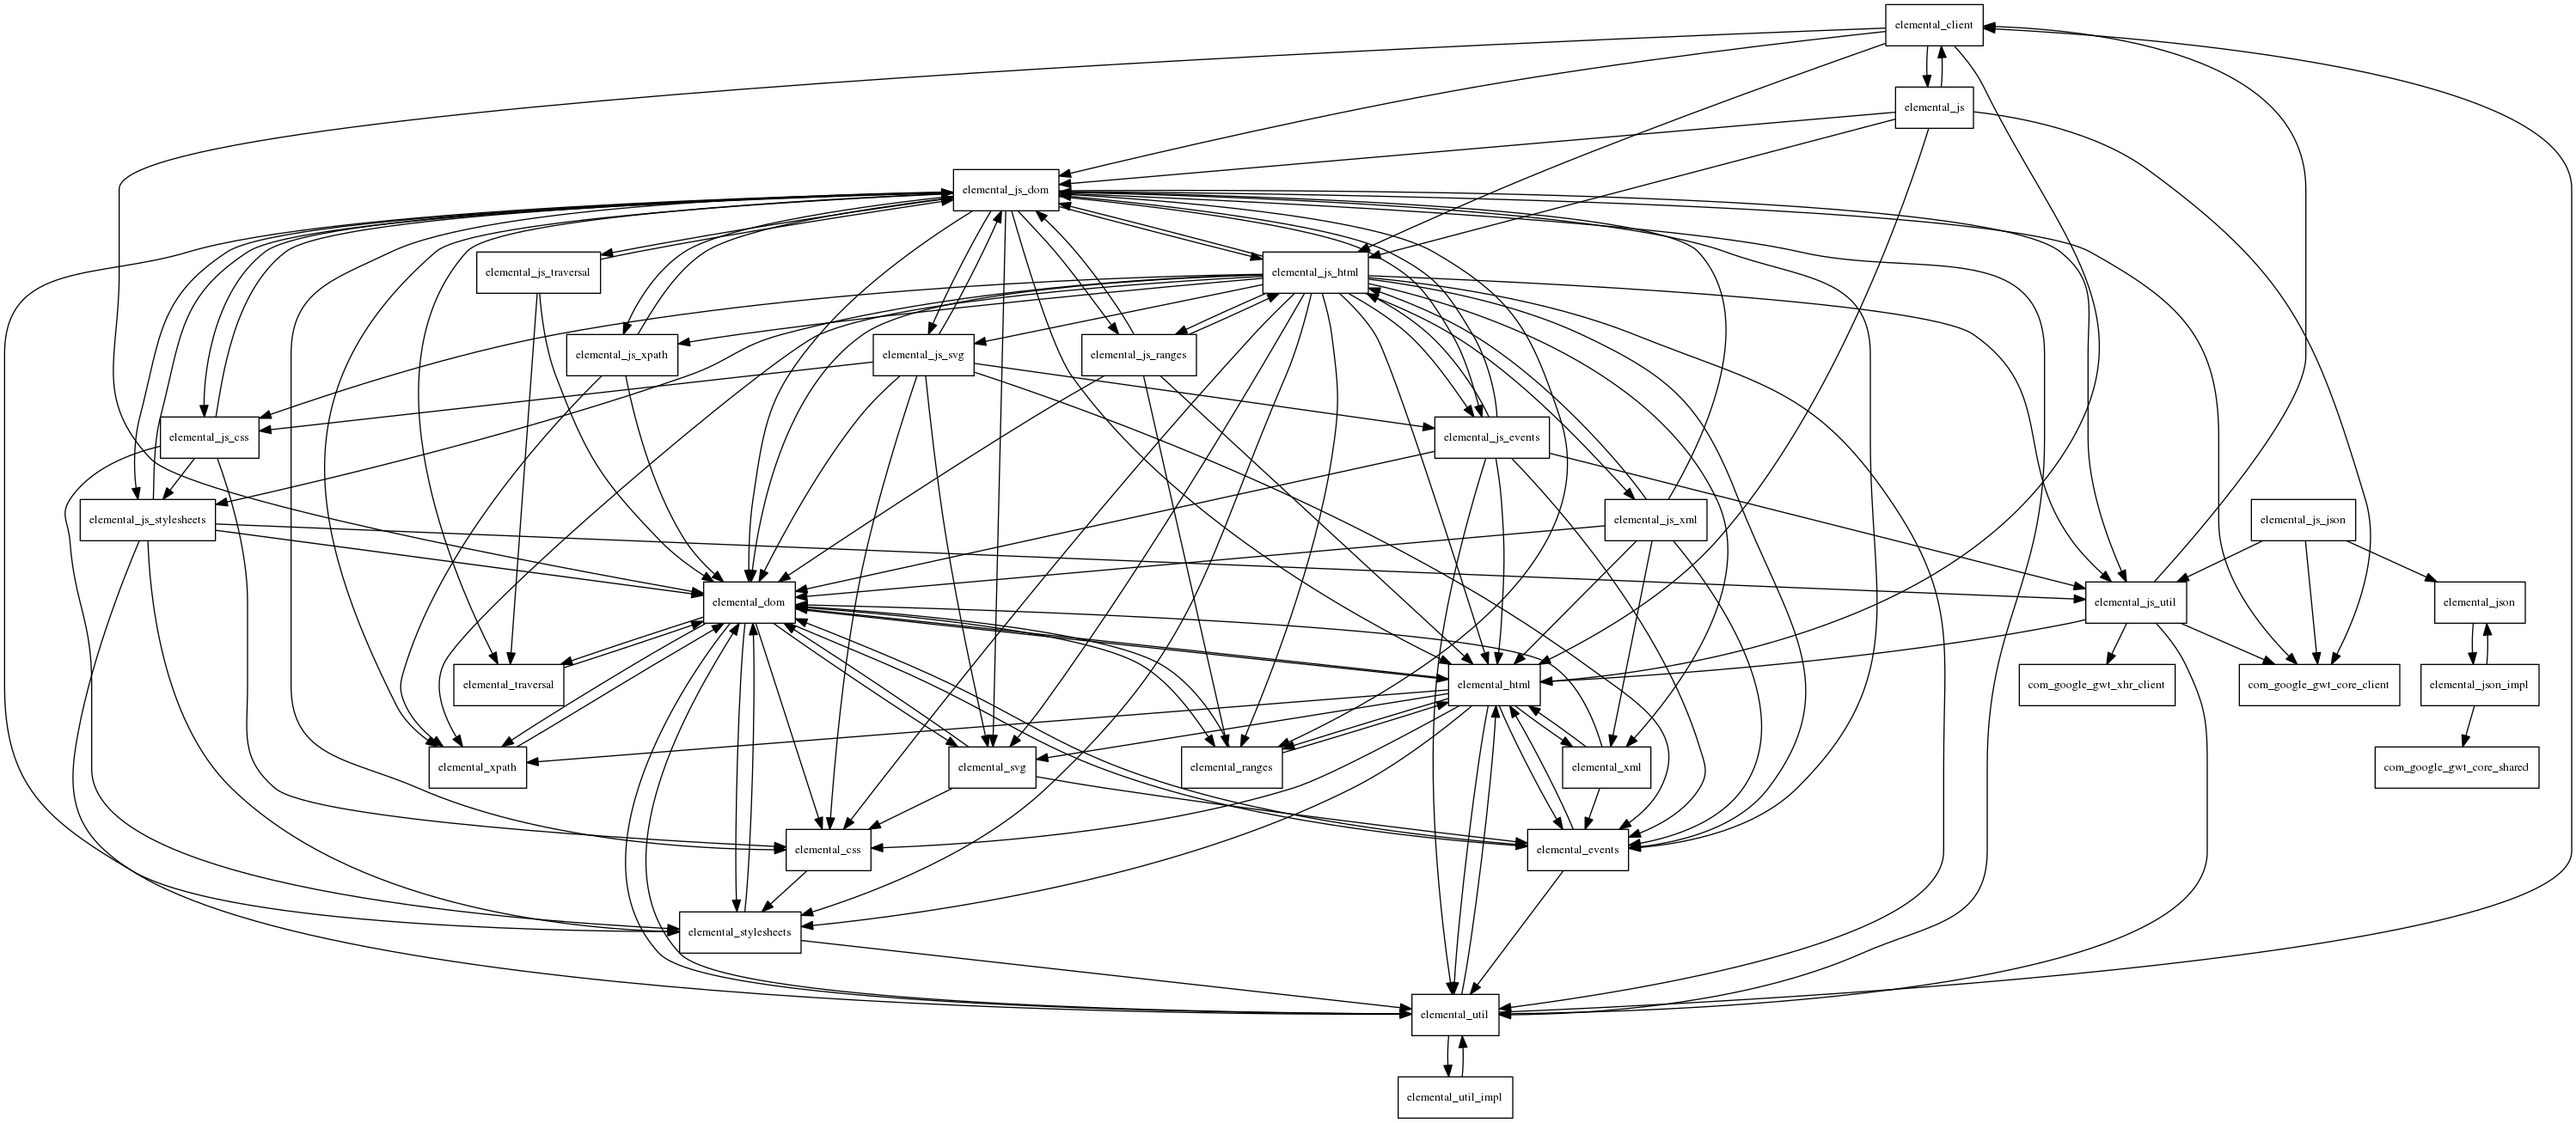 elemental_client
elemental_js
elemental_js_dom
elemental_js_traversal
elemental_js_html
elemental_js_xpath
elemental_js_svg
elemental_js_ranges
elemental_js_css
elemental_js_events
elemental_js_stylesheets
elemental_js_xml
elemental_js_json
elemental_dom
elemental_js_util
elemental_json
elemental_traversal
elemental_html
com_google_gwt_xhr_client
com_google_gwt_core_client
elemental_json_impl
elemental_xpath
elemental_svg
elemental_ranges
elemental_xml
com_google_gwt_core_shared
elemental_css
elemental_events
elemental_stylesheets
elemental_util
elemental_util_impl